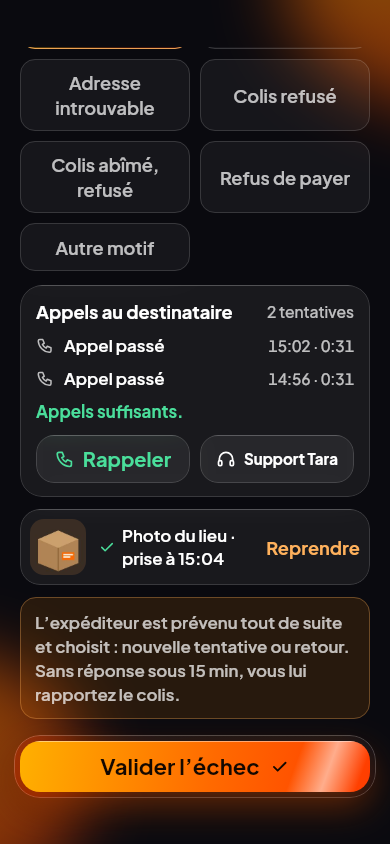 Adresse
introuvable
Colis refusé
Colis abîmé,
refusé
Refus de payer
Autre motif
Appels au destinataire
2 tentatives
Appel passé
15:02 · 0:31
Appel passé
14:56 · 0:31
Appels suffisants.
Rappeler
Support Tara
Photo du lieu ·
prise à 15:04
Reprendre
L’expéditeur est prévenu tout de suite
et choisit : nouvelle tentative ou retour.
Sans réponse sous 15 min, vous lui
rapportez le colis.
Valider l’échec